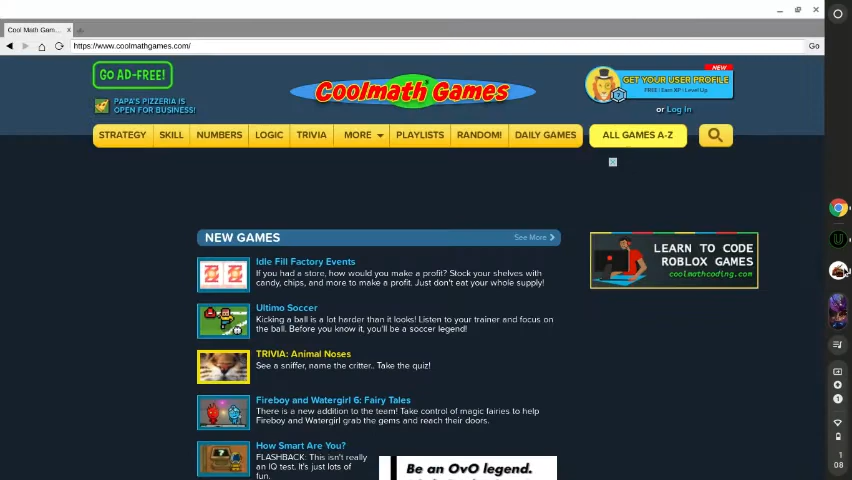 Cool Math Gam...
https://www.coolmathgames.com/
Go
GO AD-FREE!
PAPA'S PIZZERIA IS
OPEN FOR BUSINESS!
Coolmath Games
NEW
GET YOUR USER PROFILE
FREE | Earn XP | Level Up
or Log In
STRATEGY SKILL NUMBERS LOGIC TRIVIA MORE PLAYLISTS RANDOM! DAILY GAMES ALL GAMES A-Z
NEW GAMES See More
LEARN TO CODE
ROBLOX GAMES
coolmathcoding.com
Idle Fill Factory Events
If you had a store, how would you make a profit? Stock your shelves with
candy, chips, and more to make a profit. Just don't eat your whole supply!
Ultimo Soccer
Kicking a ball is a lot harder than it looks! Listen to your trainer and focus on
the ball. Before you know it, you'll be a soccer legend!
TRIVIA: Animal Noses
See a sniffer, name the critter.. Take the quiz!
Fireboy and Watergirl 6: Fairy Tales
There is a new addition to the team! Take control of magic fairies to help
Fireboy and Watergirl grab the gems and reach their doors.
How Smart Are You?
FLASHBACK: This isn't really
an IQ test. It's just lots of
fun.
Be an OvO legend.
1
1
08